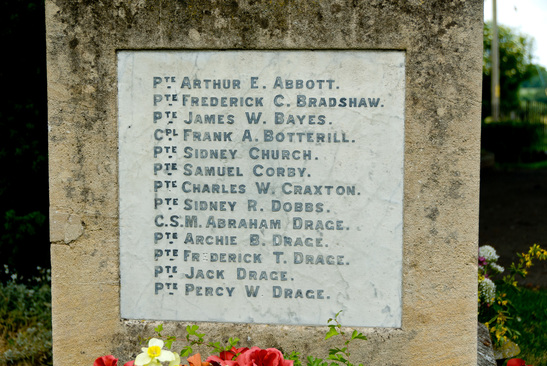 Pte Arthur E. Abbott.
Pte Frederick C. Bradshaw.
Pte James W. Bayes.
Cpl Frank A. Botterill.
Pte Sidney Church.
Pte Samuel Corby.
Pte Charles W. Craxton.
Pte Sidney R. Dobbs.
C.S.M. Abraham Drage.
Pte Archie B. Drage.
Pte Frederick T. Drage.
Pte Jack Drage.
Pte Percy W Drage.